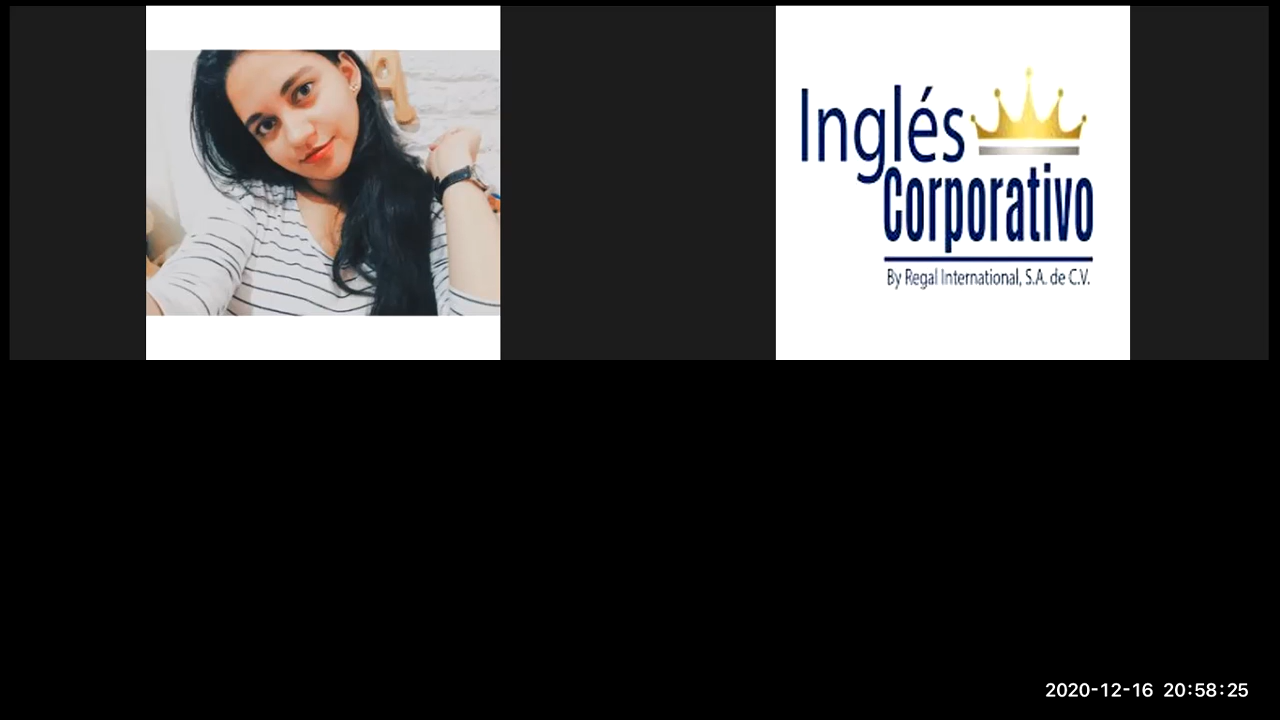 Inglés
Corporativo
By Regal International, S.A. de C.V.
2020-12-16 20:58:25